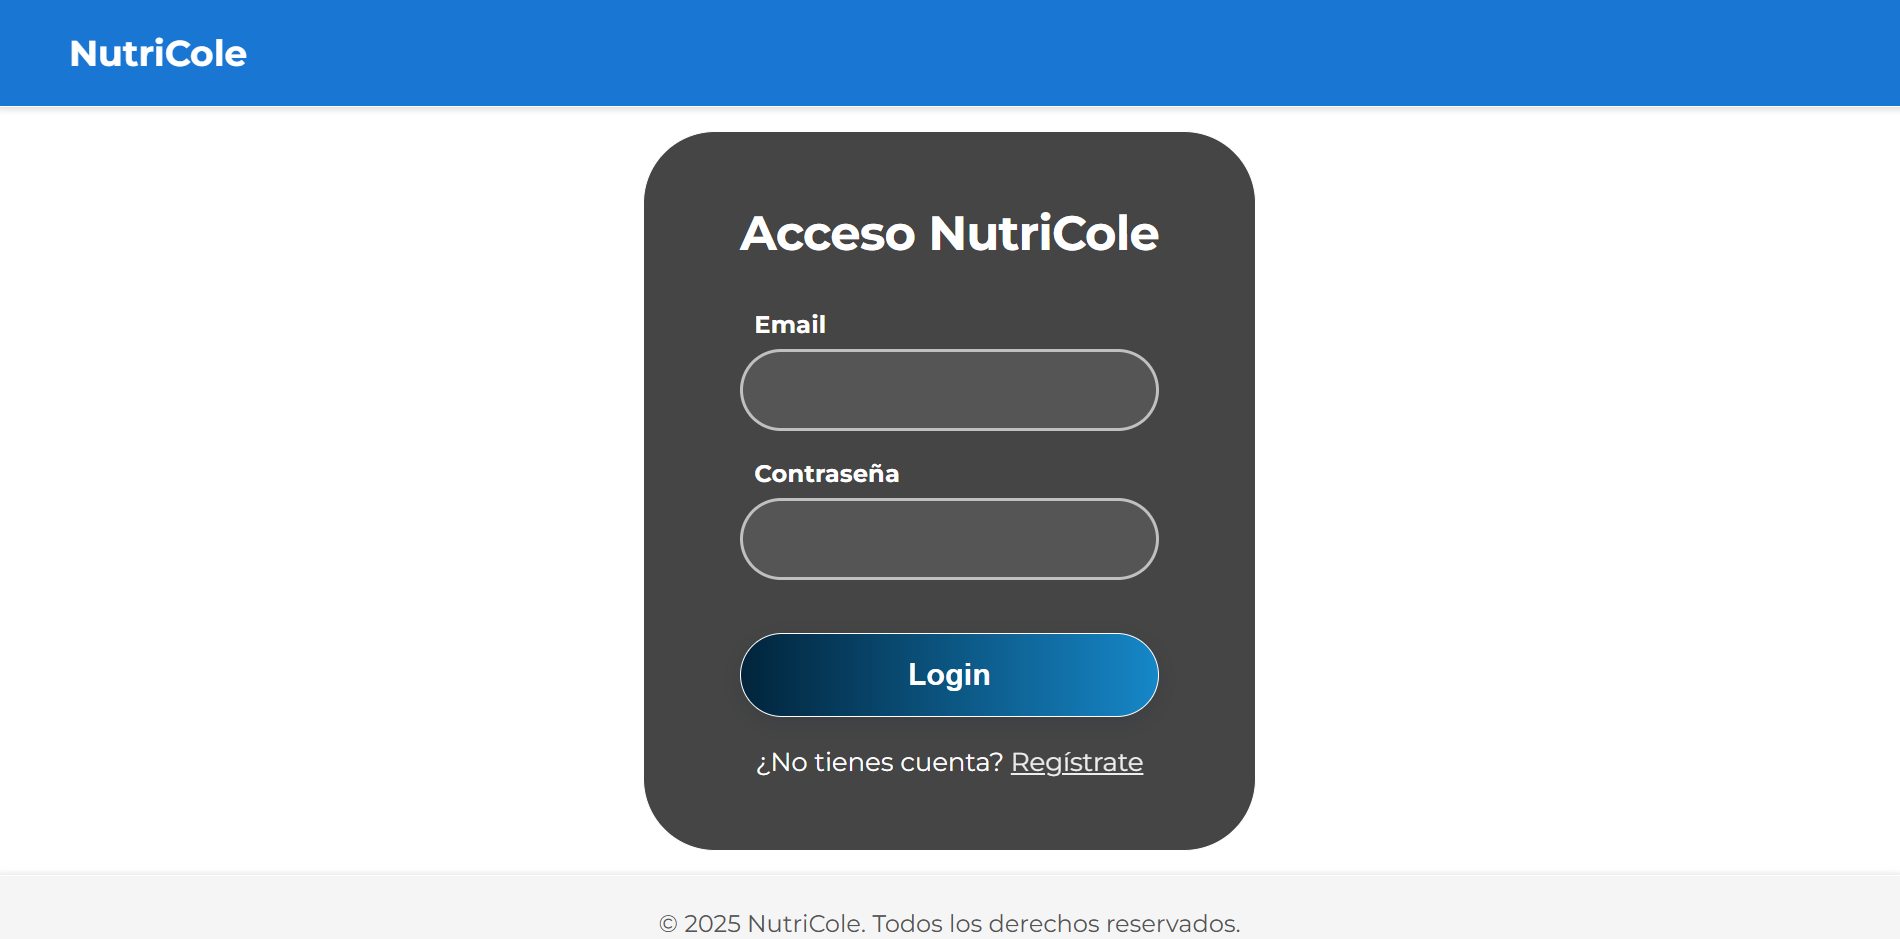 NutriCole
Acceso NutriCole
Email
Contraseña
Login
¿No tienes cuenta? Regístrate
© 2025 NutriCole. Todos los derechos reservados.